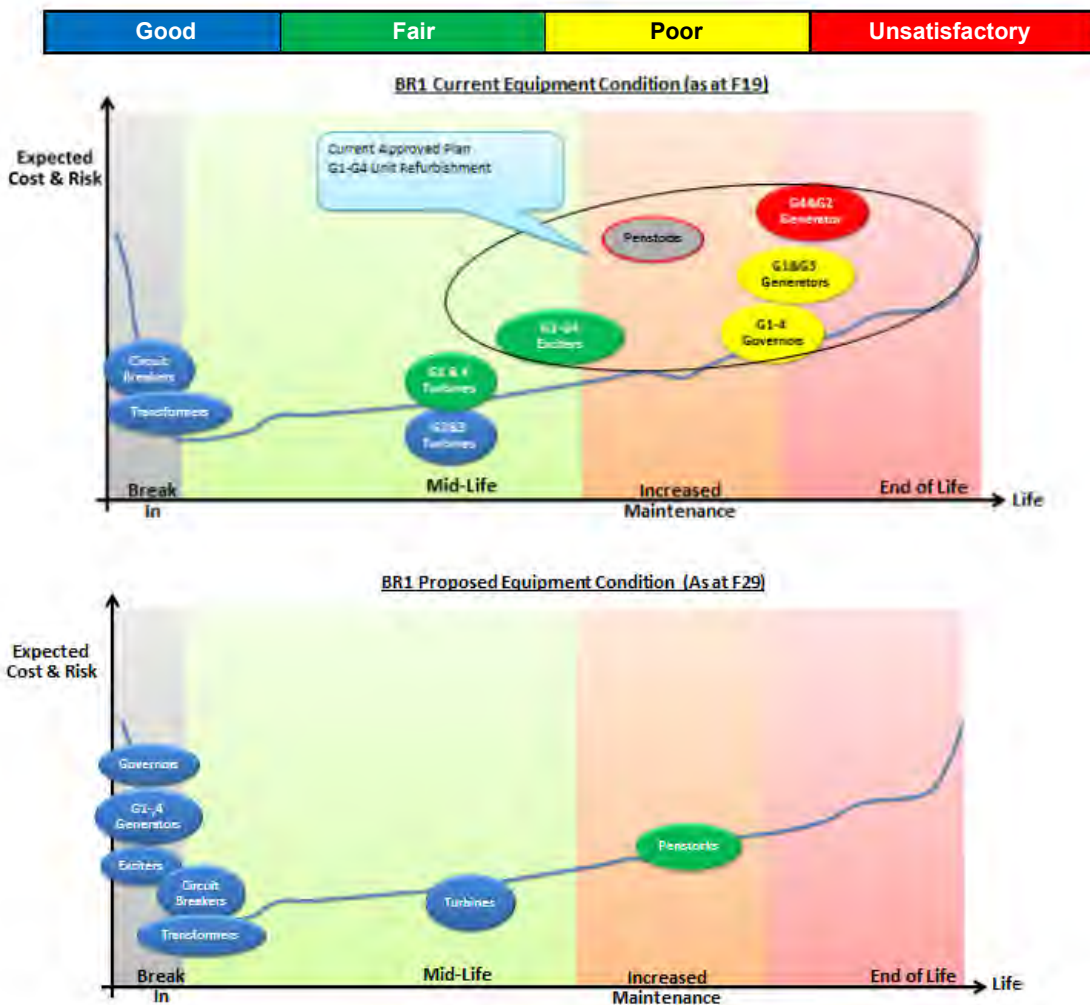 Good Fair Poor Unsatisfactory
BR1 Current Equipment Condition (as at F19)
Expected
Cost & Risk
Current Approved Plan
G1-G4 Unit Refurbishment
G4&G2
Generator
Penstocks
G1&G3
Generators
G1-4
Governors
G1-G4
Exciters
Circuit
Breakers
Transformers
Turbines
Turbines
Break
In
Mid-Life
Increased
Maintenance
End of Life
Life
BR1 Proposed Equipment Condition (As at F29)
Expected
Cost & Risk
Governors
G1-,4
Generators
Exciters
Circuit
Breakers
Transformers
Turbines
Penstocks
Break
In
Mid-Life
Increased
Maintenance
End of Life
Life